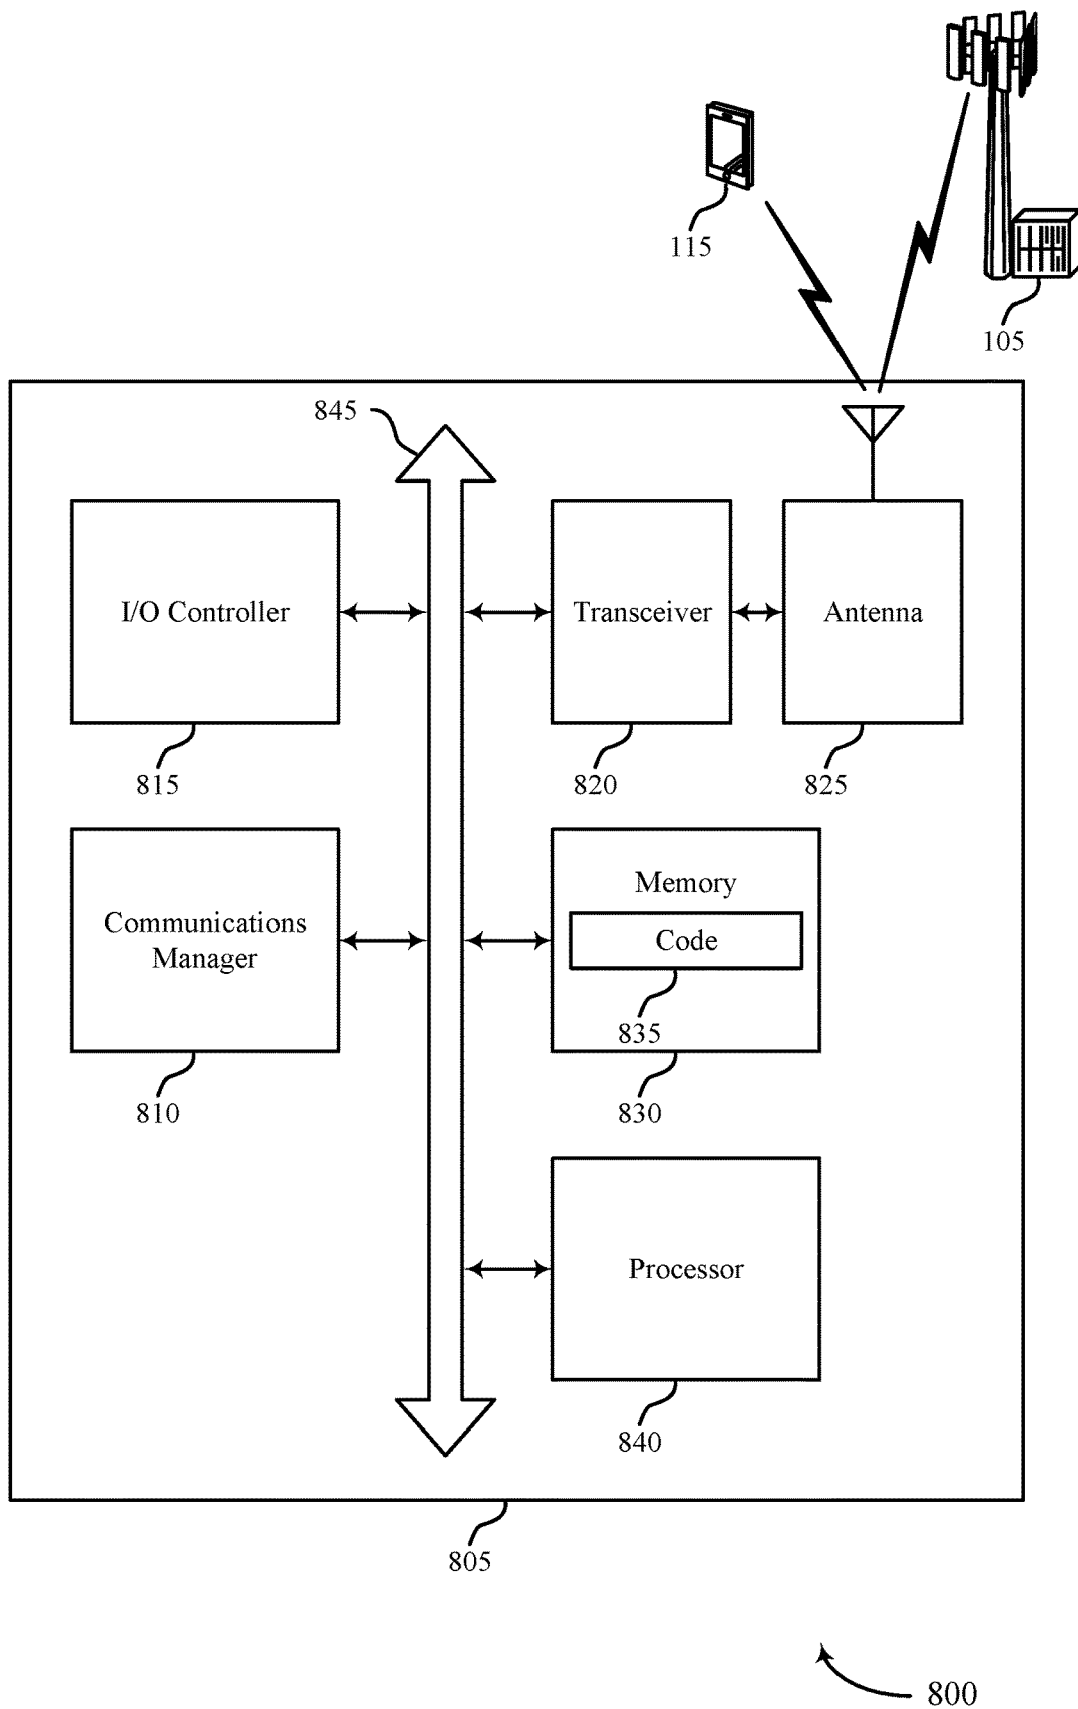 115
105
845
I/O Controller
Transceiver
Antenna
815
820
825
Communications
Manager
Memory
Code
835
810
830
Processor
840
805
800